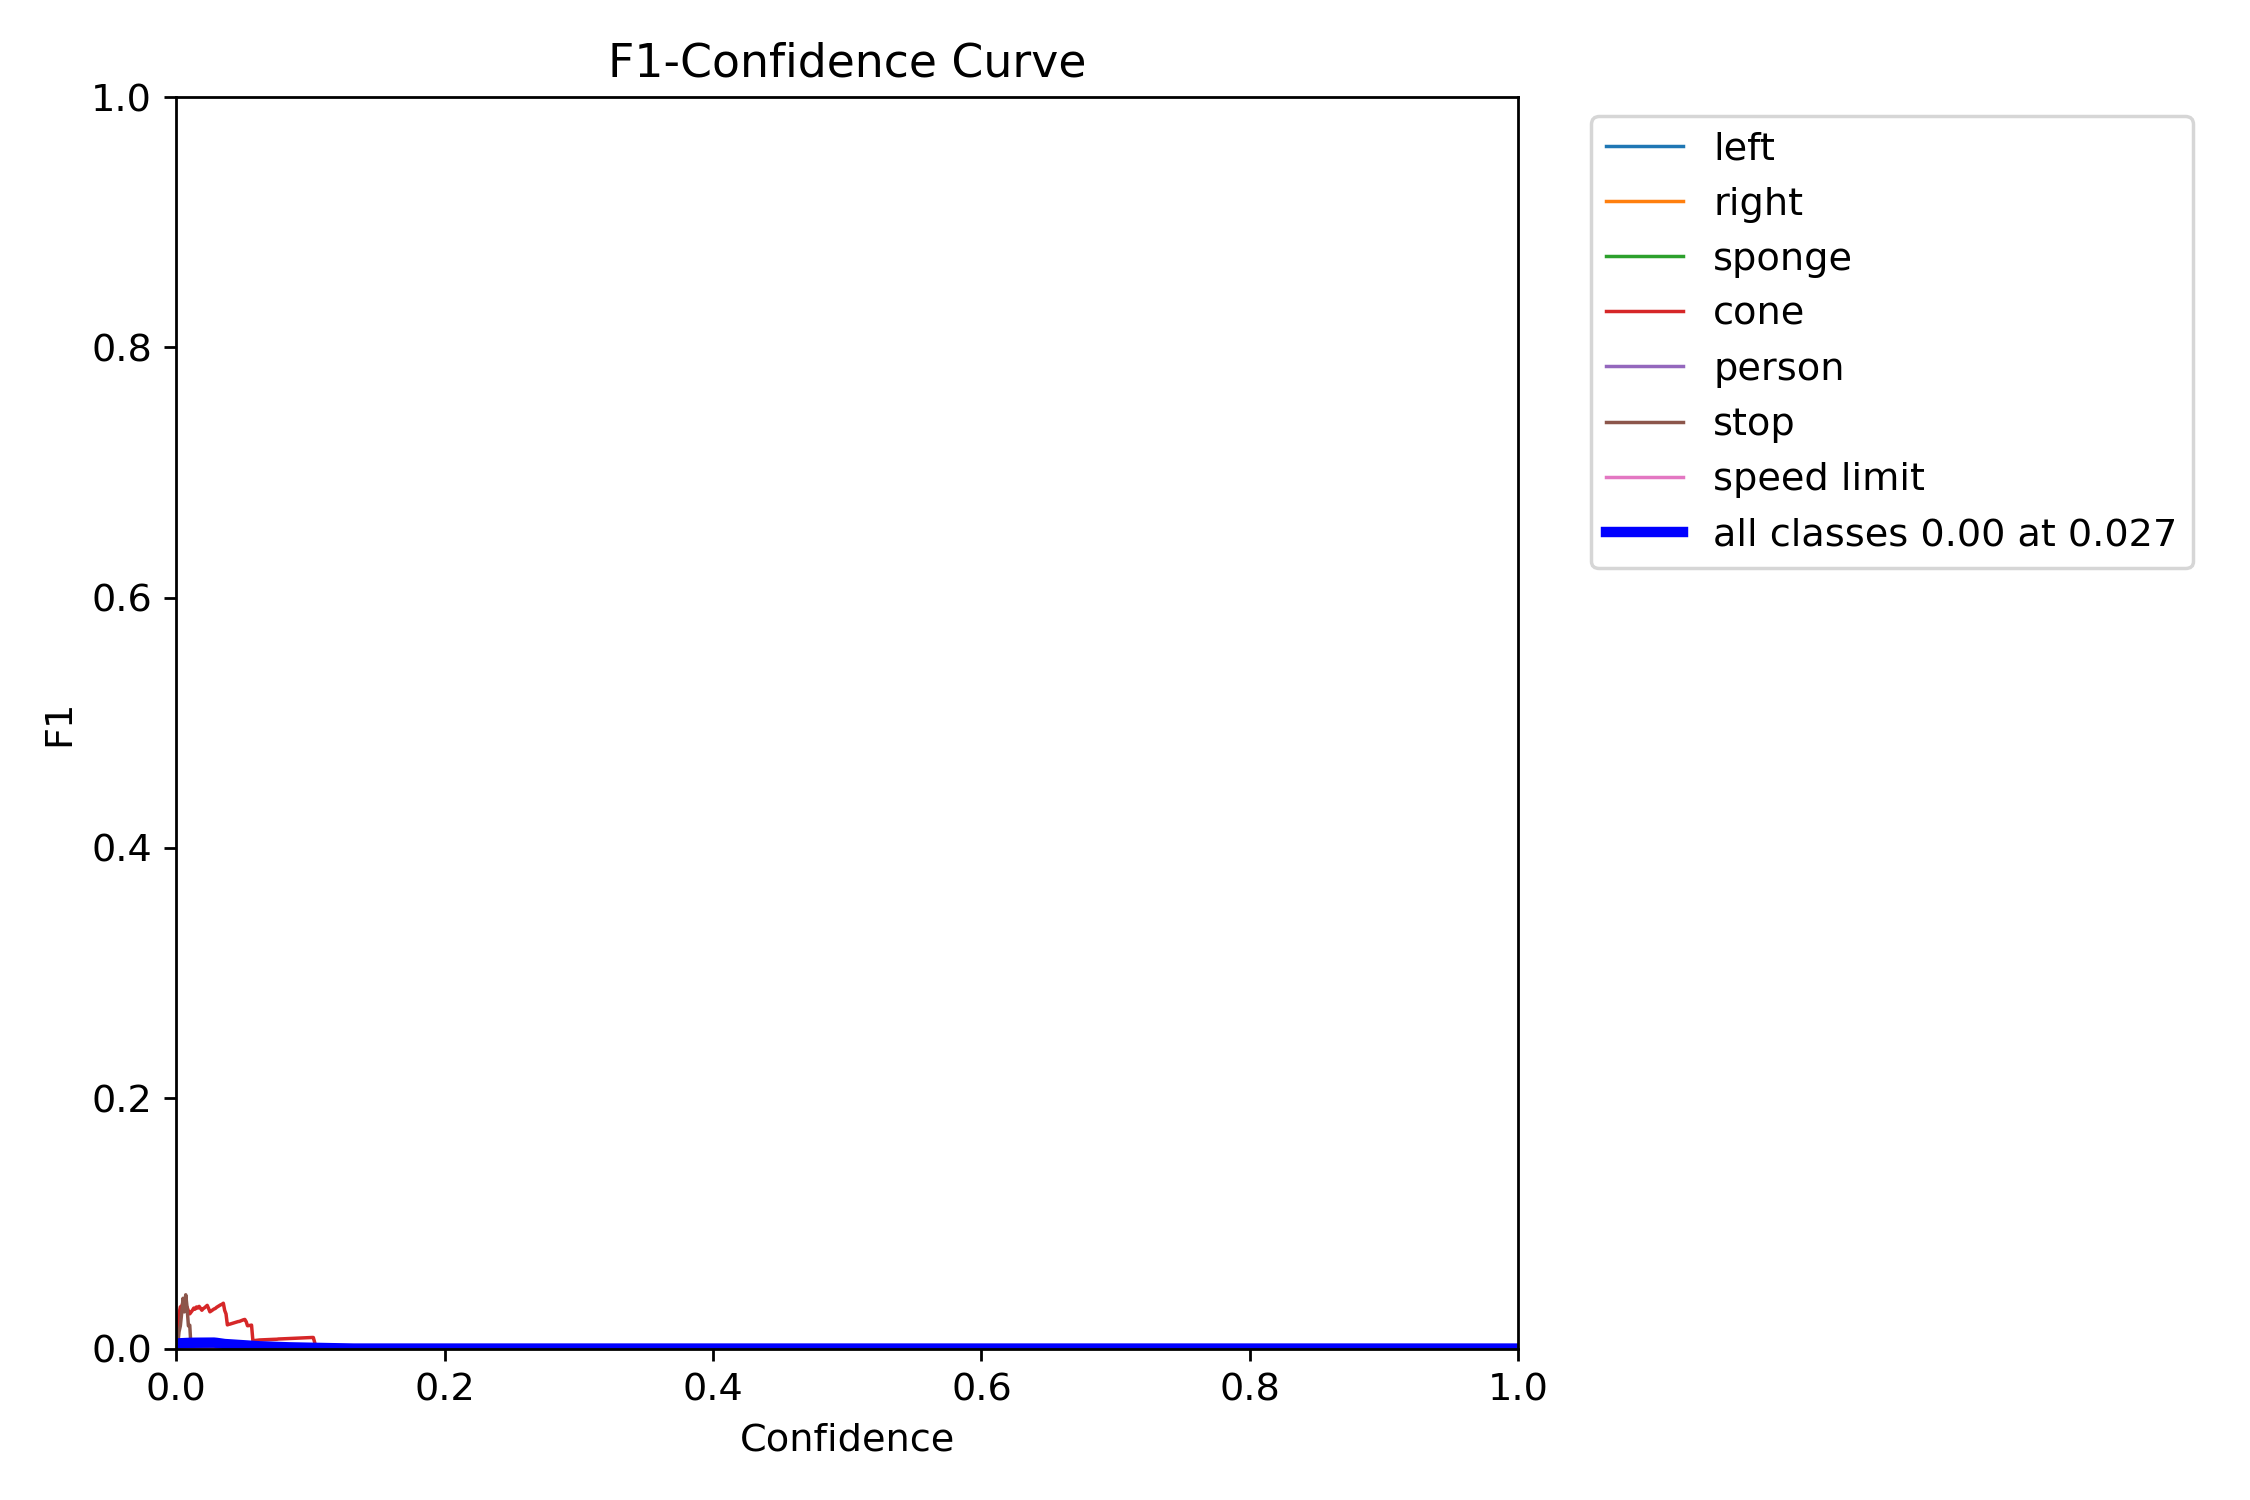 F1-Confidence Curve
1.0
0.8
0.6
0.4
0.2
0.0
F1
0.0 0.2 0.4 0.6 0.8 1.0
Confidence
left
right
sponge
cone
person
stop
speed limit
all classes 0.00 at 0.027